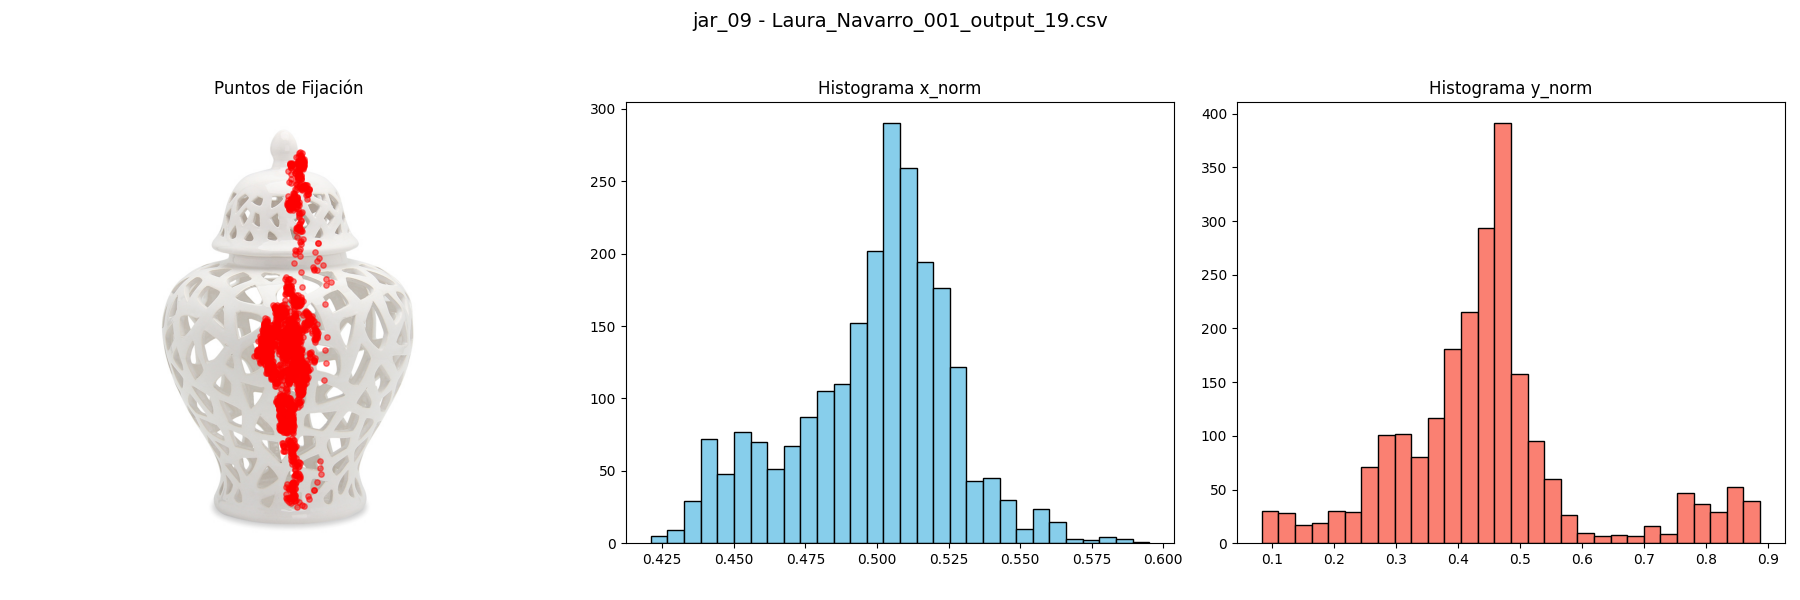 jar_09 - Laura_Navarro_001_output_19.csv
Puntos de Fijación
Histograma x_norm
300
250
200
150
100
50
0
0.425 0.450 0.475 0.500 0.525 0.550 0.575 0.600
Histograma y_norm
400
350
300
250
200
150
100
50
0
0.1 0.2 0.3 0.4 0.5 0.6 0.7 0.8 0.9